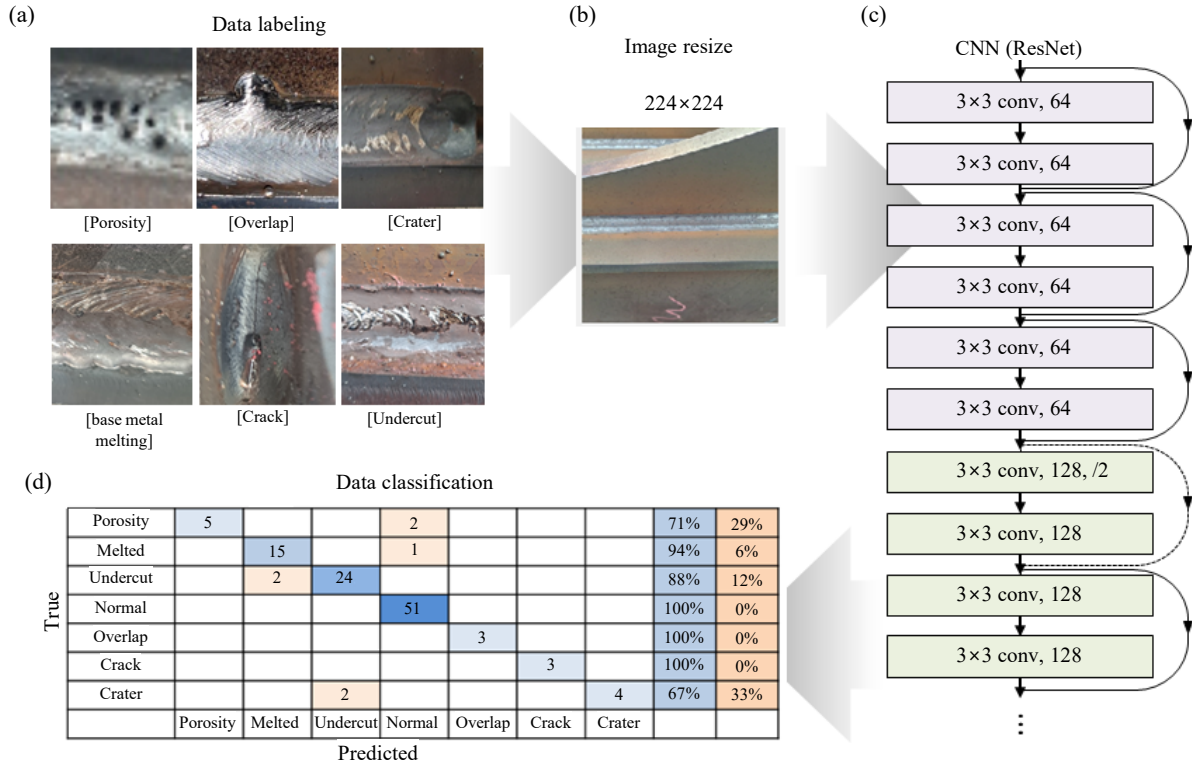 (a)
Data labeling
[Porosity]
[Overlap]
[Crater]
[base metal
melting]
[Crack]
[Undercut]
(b)
Image resize
224×224
(c)
CNN (ResNet)
3×3 conv, 64
3×3 conv, 64
3×3 conv, 64
3×3 conv, 64
3×3 conv, 64
3×3 conv, 64
3×3 conv, 128, /2
3×3 conv, 128
3×3 conv, 128
3×3 conv, 128
(d)
Data classification
True
Porosity 5 2 71% 29%
Melted 15 1 94% 6%
Undercut 2 24 88% 12%
Normal 51 100% 0%
Overlap 3 100% 0%
Crack 3 100% 0%
Crater 2 4 67% 33%
Porosity Melted Undercut Normal Overlap Crack Crater
Predicted